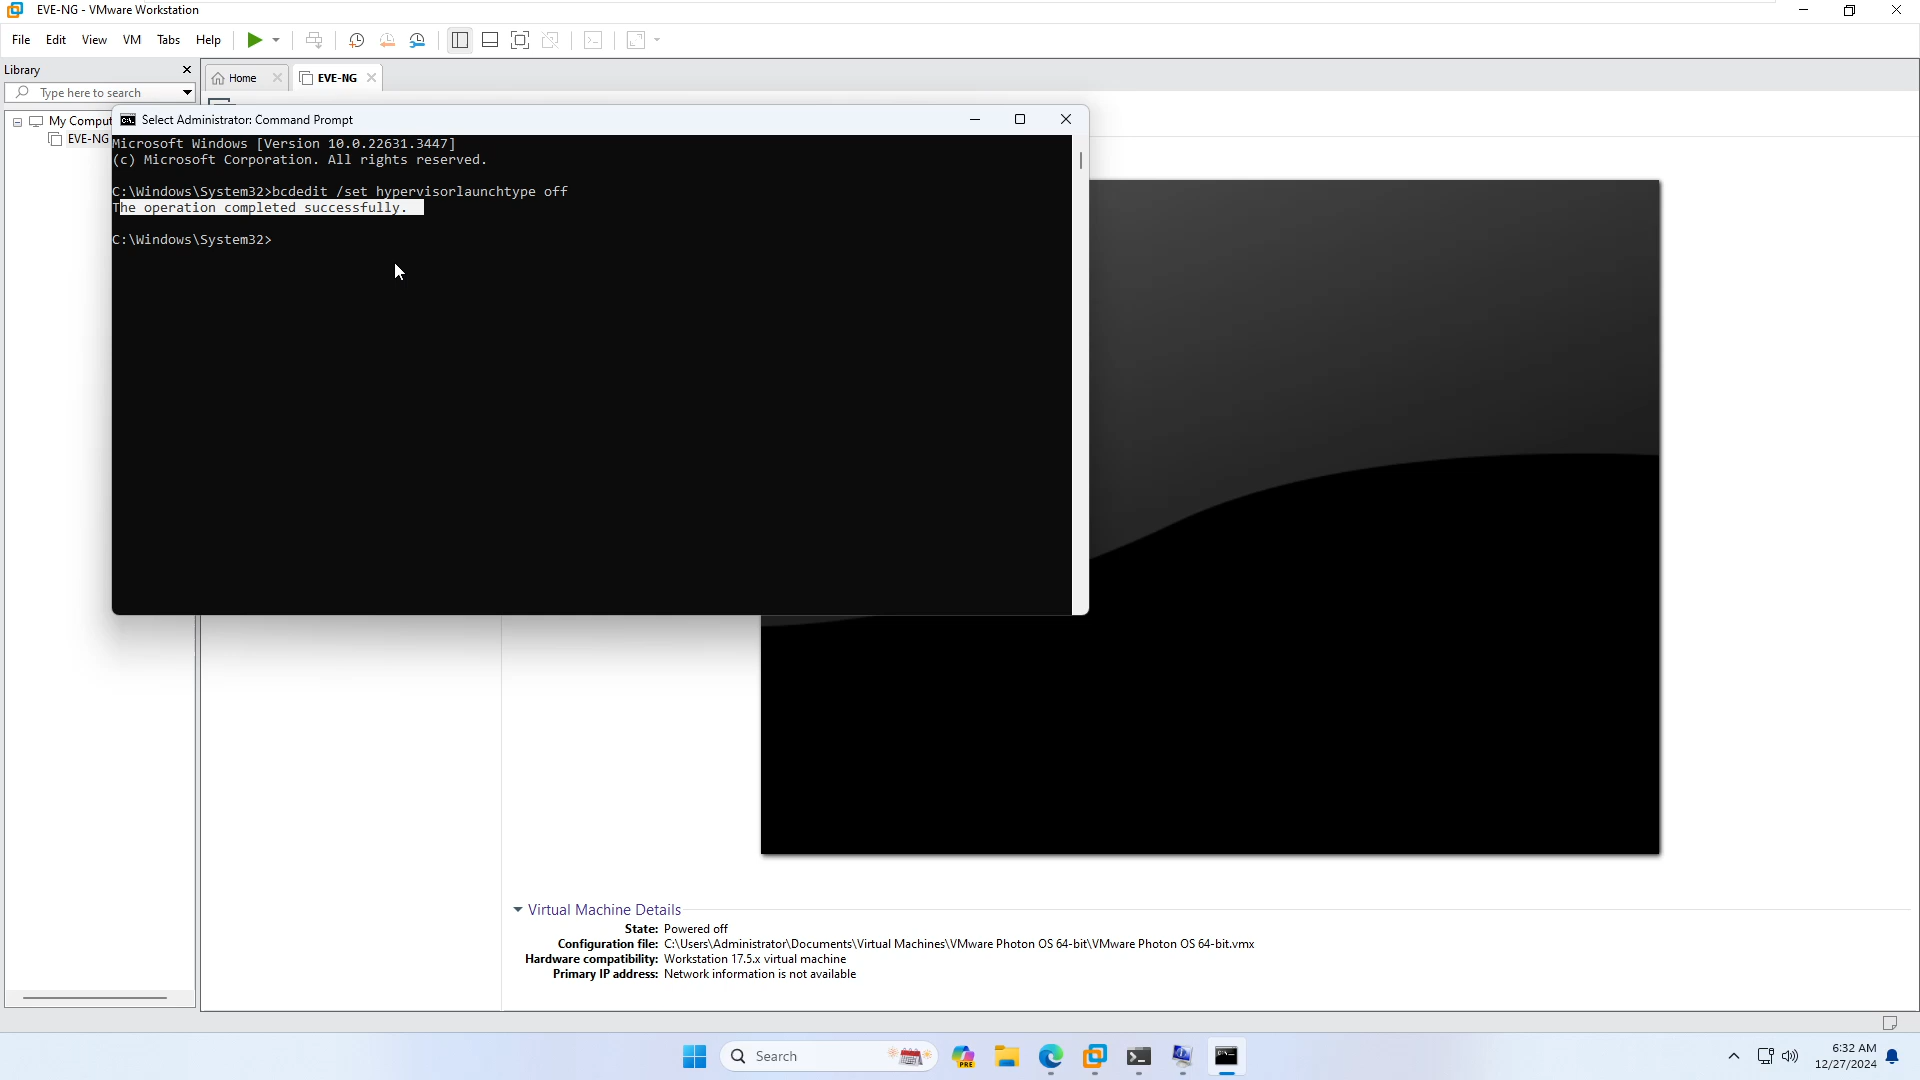 EVE-NG - VMware Workstation
File Edit View VM Tabs Help
Library
Home
EVE-NG
Type here to search
My Comput
EVE-NG
Select Administrator: Command Prompt
Microsoft Windows [Version 10.0.22631.3447]
(c) Microsoft Corporation. All rights reserved.
C:\Windows\System32>bcdedit /set hypervisorlaunchtype off
The operation completed successfully.
C:\Windows\System32>
Virtual Machine Details
State: Powered off
Configuration file: C:\Users\Administrator\Documents\Virtual Machines\VMware Photon OS 64-bit\VMware Photon OS 64-bit.vmx
Hardware compatibility: Workstation 17.5.x virtual machine
Primary IP address: Network information is not available
Search
PRE
6:32 AM
12/27/2024